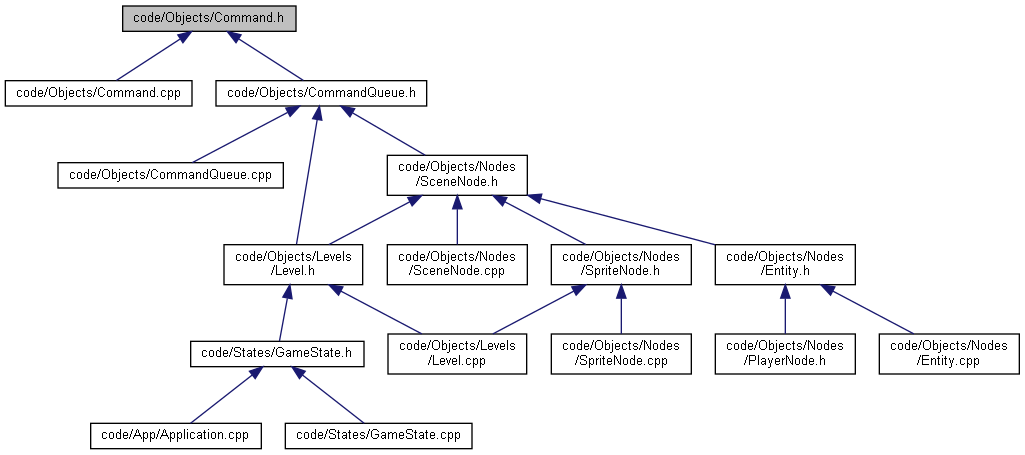 code/Objects/Command.h
code/Objects/Command.cpp
code/Objects/CommandQueue.h
code/Objects/CommandQueue.cpp
code/Objects/Nodes
/SceneNode.h
code/Objects/Levels
/Level.h
code/Objects/Nodes
/SceneNode.cpp
code/Objects/Nodes
/SpriteNode.h
code/Objects/Nodes
/Entity.h
code/States/GameState.h
code/Objects/Levels
/Level.cpp
code/Objects/Nodes
/SpriteNode.cpp
code/Objects/Nodes
/PlayerNode.h
code/Objects/Nodes
/Entity.cpp
code/App/Application.cpp
code/States/GameState.cpp